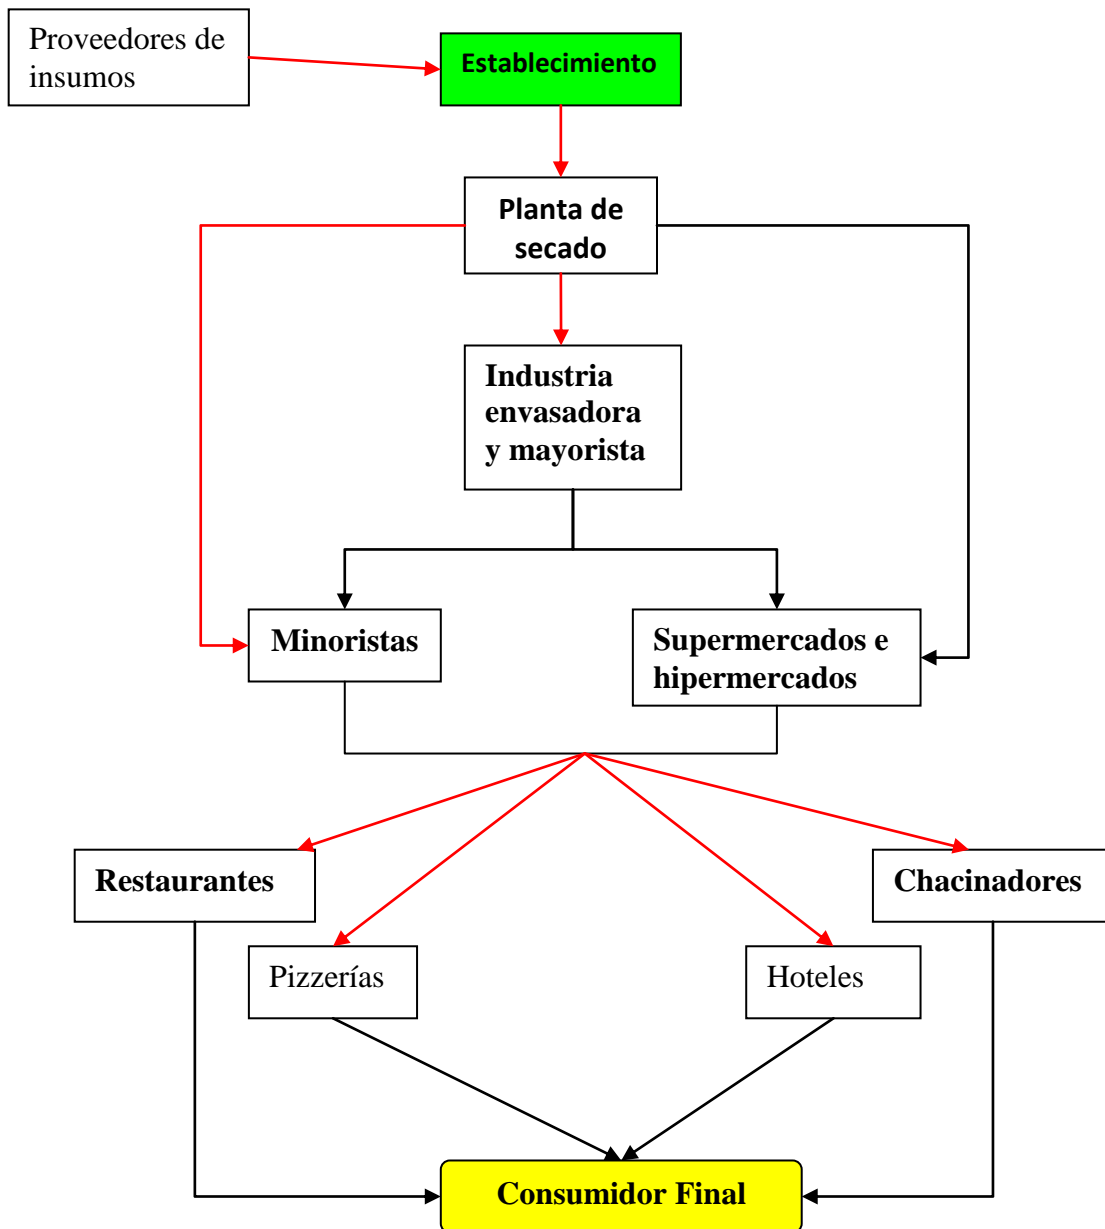 Proveedores de
insumos
Establecimiento
Planta de
secado
Industria
envasadora
y mayorista
Minoristas
Supermercados e
hipermercados
Restaurantes
Chacinadores
Pizzerías
Hoteles
Consumidor Final